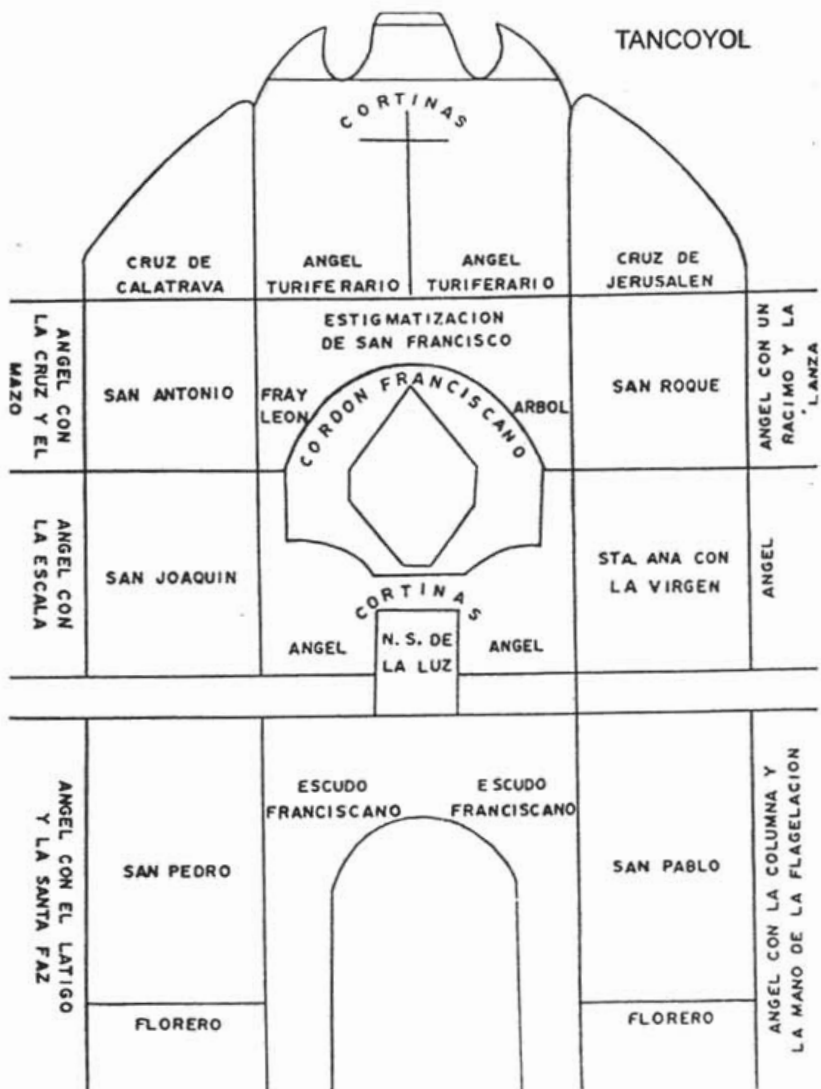 TANCOYOL
CORTINAS
CRUZ DE
CALATRAVA
ANGEL
TURIFERARIO
ANGEL
TURIFERARIO
CRUZ DE
JERUSALEN
ANGEL CON
LA CRUZ Y EL
MAZO
SAN ANTONIO
ESTIGMATIZACION
DE SAN FRANCISCO
FRAY
LEON
CORDON FRANCISCANO
ARBOL
SAN ROQUE
ANGEL CON UN
RACIMO Y LA
LANZA
ANGEL CON
LA ESCALA
SAN JOAQUIN
CORTINAS
ANGEL
N. S. DE
LA LUZ
ANGEL
STA. ANA CON
LA VIRGEN
ANGEL
ANGEL CON EL LATIGO
Y LA SANTA FAZ
SAN PEDRO
ESCUDO
FRANCISCANO
ESCUDO
FRANCISCANO
SAN PABLO
ANGEL CON LA COLUMNA Y
LA MANO DE LA FLAGELACION
FLORERO
FLORERO